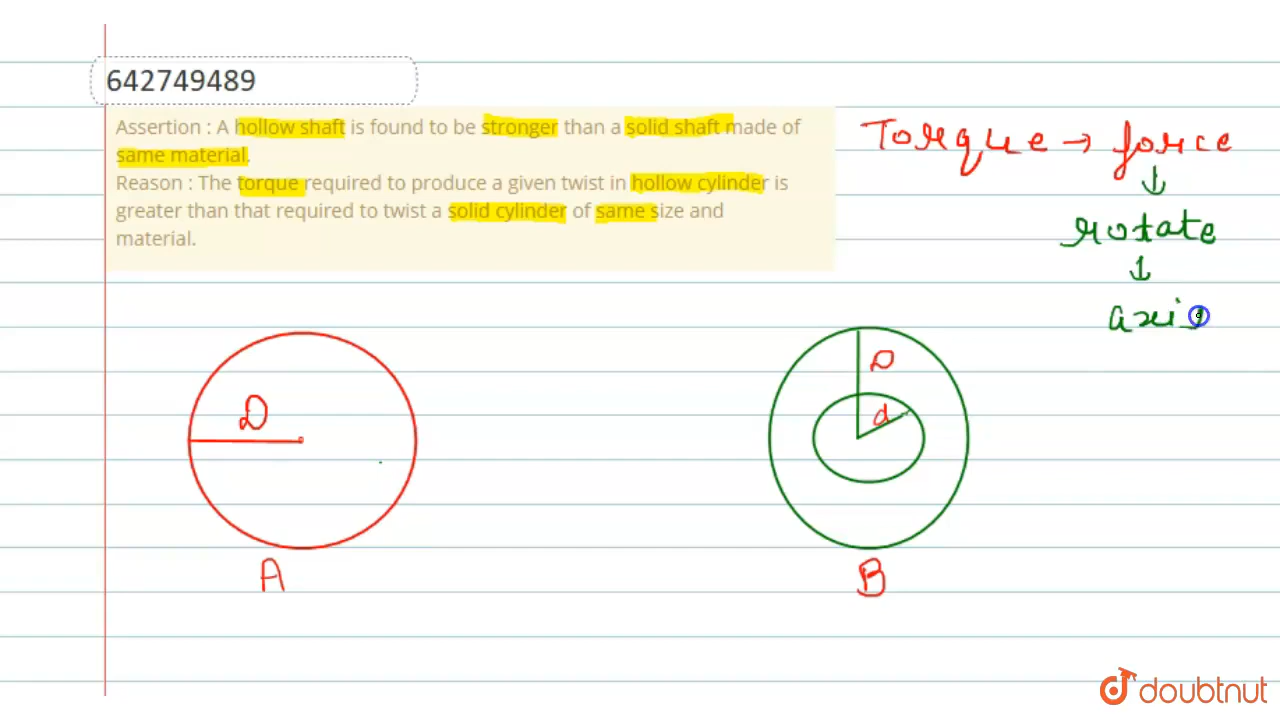 642749489
Assertion : A hollow shaft is found to be stronger than a solid shaft made of
same material.
Reason : The torque required to produce a given twist in hollow cylinder is
greater than that required to twist a solid cylinder of same size and
material.
Torque → force
↓
rotate
↓
axis
D
A
D
d
B
doubtnut